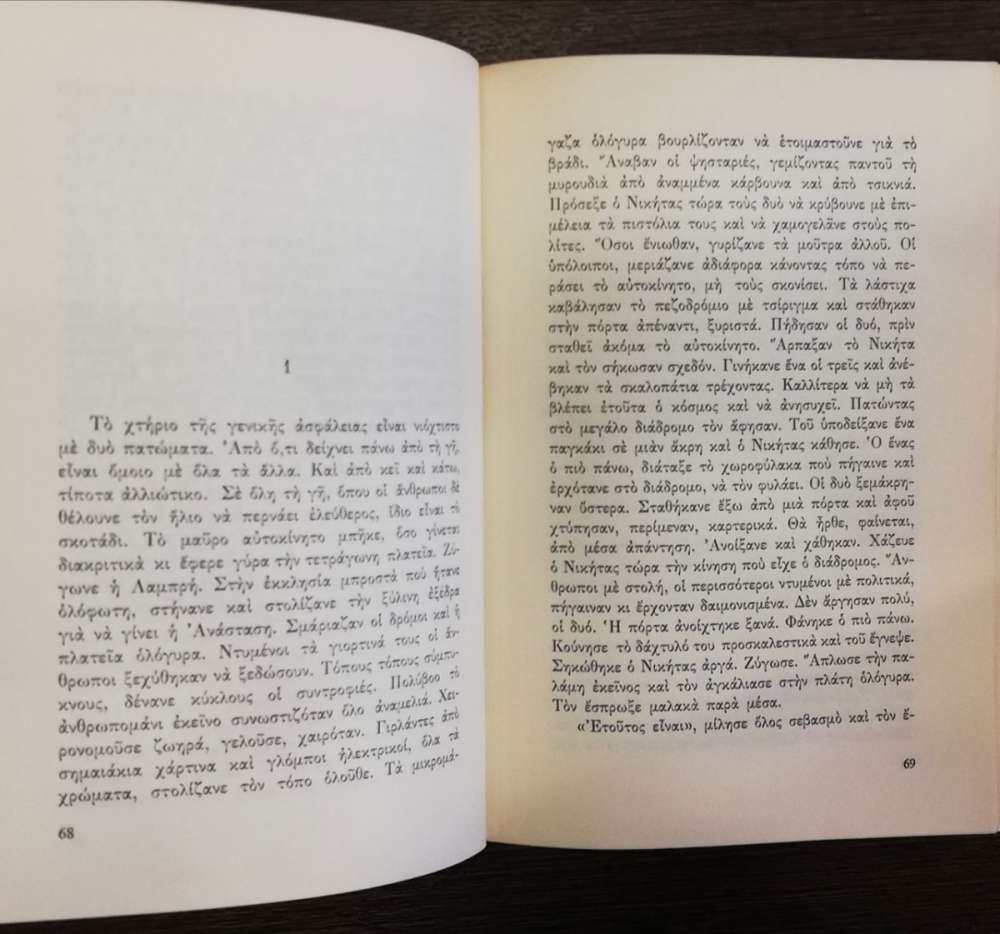 1
Τὸ χτήριο τῆς γενικῆς ἀσφάλειας εἶναι νιόχτιστο
μὲ δυὸ πατώματα. Ἀπὸ ὅ,τι δείχνει πάνω ἀπὸ τὴ γῆ,
εἶναι ὅμοιο μὲ ὅλα τὰ ἄλλα. Καὶ ἀπὸ κεῖ καὶ κάτω,
τίποτα ἀλλιώτικο. Σὲ ὅλη τὴ γῆ, ὅπου οἱ ἄνθρωποι δὲ
θέλουνε τὸν ἥλιο νὰ περνάει ἐλεύθερος, ἴδιο εἶναι τὸ
σκοτάδι. Τὸ μαῦρο αὐτοκίνητο μπῆκε, ὅσο γίνεται
διακριτικὰ κι ἔφερε γύρα τὴν τετράγωνη πλατεία. Ζύ-
γωνε ἡ Λαμπρή. Στὴν ἐκκλησία μπροστὰ ποὺ ἤτανε
ὁλόφωτη, στήνανε καὶ στολίζανε τὴν ξύλινη ἐξέδρα
γιὰ νὰ γίνει ἡ Ἀνάσταση. Σμάριαζαν οἱ δρόμοι καὶ ἡ
πλατεία ὁλόγυρα. Ντυμένοι τὰ γιορτινά τους οἱ ἄν-
θρωποι ξεχύθηκαν νὰ ξεδώσουν. Τόπους τόπους σύμπυ-
κνους, δένανε κύκλους οἱ συντροφιές. Πολύβοο τὸ
ἀνθρωπομάνι ἐκεῖνο συνωστιζόταν ὅλο ἀναμελιά. Χει-
ρονομοῦσε ζωηρά, γελοῦσε, χαιρόταν. Γιρλάντες ἀπὸ
σημαιάκια χάρτινα καὶ γλόμποι ἠλεκτρικοί, ὅλα τὰ
χρώματα, στολίζανε τὸν τόπο ὁλοῦθε. Τὰ μικρομά-
68
γαζα ὁλόγυρα βουρλίζονταν νὰ ἑτοιμαστοῦνε γιὰ τὸ
βράδι. Ἄναβαν οἱ ψησταριές, γεμίζοντας παντοῦ τὴ
μυρουδιὰ ἀπὸ ἀναμμένα κάρβουνα καὶ ἀπὸ τσικνιά.
Πρόσεξε ὁ Νικήτας τώρα τοὺς δυὸ νὰ κρύβουνε μὲ ἐπι-
μέλεια τὰ πιστόλια τους καὶ νὰ χαμογελᾶνε στοὺς πο-
λίτες. Ὅσοι ἔνιωθαν, γυρίζανε τὰ μοῦτρα ἀλλοῦ. Οἱ
ὑπόλοιποι, μεριάζανε ἀδιάφορα κάνοντας τόπο νὰ πε-
ράσει τὸ αὐτοκίνητο, μὴ τοὺς σκονίσει. Τὰ λάστιχα
καβάλησαν τὸ πεζοδρόμιο μὲ τσίριγμα καὶ στάθηκαν
στὴν πόρτα ἀπέναντι, ξυριστά. Πήδησαν οἱ δυό, πρὶν
σταθεῖ ἀκόμα τὸ αὐτοκίνητο. Ἅρπαξαν τὸ Νικήτα
καὶ τὸν σήκωσαν σχεδόν. Γινήκανε ἕνα οἱ τρεῖς καὶ ἀνέ-
βηκαν τὰ σκαλοπάτια τρέχοντας. Καλλίτερα νὰ μὴ τὰ
βλέπει ἐτοῦτα ὁ κόσμος καὶ νὰ ἀνησυχεῖ. Πατώντας
στὸ μεγάλο διάδρομο τὸν ἄφησαν. Τοῦ ὑποδείξανε ἕνα
παγκάκι σὲ μιὰν ἄκρη καὶ ὁ Νικήτας κάθησε. Ὁ ἕνας
ὁ πιὸ πάνω, διάταξε τὸ χωροφύλακα ποὺ πήγαινε καὶ
ἐρχότανε στὸ διάδρομο, νὰ τὸν φυλάει. Οἱ δυὸ ξεμάκρη-
ναν ὕστερα. Σταθήκανε ἔξω ἀπὸ μιὰ πόρτα καὶ ἀφοῦ
χτύπησαν, περίμεναν, καρτερικά. Θὰ ἦρθε, φαίνεται,
ἀπὸ μέσα ἀπάντηση. Ἀνοίξανε καὶ χάθηκαν. Χάζευε
ὁ Νικήτας τώρα τὴν κίνηση ποὺ εἶχε ὁ διάδρομος. Ἄν-
θρωποι μὲ στολή, οἱ περισσότεροι ντυμένοι μὲ πολιτικά,
πήγαιναν κι ἔρχονταν δαιμονισμένα. Δὲν ἄργησαν πολύ,
οἱ δυό. Ἡ πόρτα ἀνοίχτηκε ξανά. Φάνηκε ὁ πιὸ πάνω.
Κούνησε τὸ δάχτυλό του προσκαλεστικὰ καὶ τοῦ ἔγνεψε.
Σηκώθηκε ὁ Νικήτας ἀργά. Ζύγωσε. Ἅπλωσε τὴν πα-
λάμη ἐκεῖνος καὶ τὸν ἀγκάλιασε στὴν πλάτη ὁλόγυρα.
Τὸν ἔσπρωξε μαλακὰ παρὰ μέσα.
«Ἐτοῦτος εἶναι», μίλησε ὅλος σεβασμὸ καὶ τὸν ἔ-
69